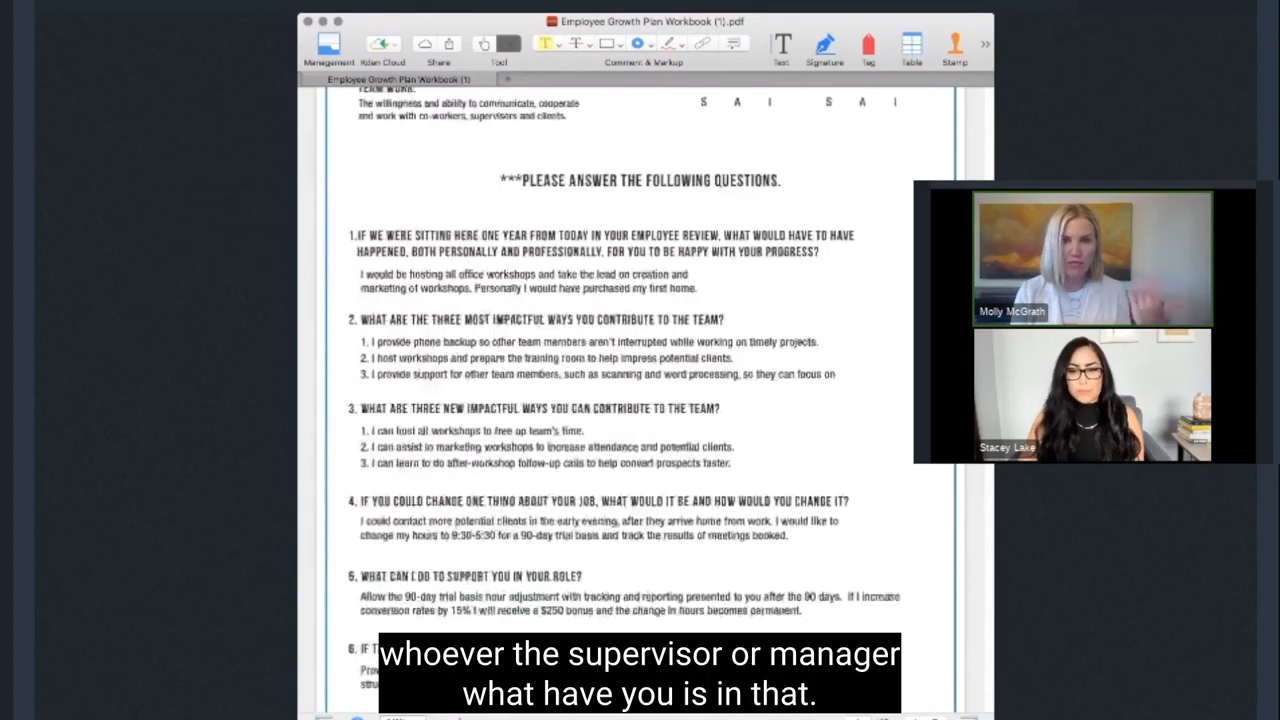 Employee Growth Plan Workbook (1).pdf
Management
Kdan Cloud
Share
Tool
Comment & Markup
Text
Signature
Tag
Table
Stamp
Employee Growth Plan Workbook (1)
TEAM WORK:
The willingness and ability to communicate, cooperate
and work with co-workers, supervisors and clients.
S A I S A I
***PLEASE ANSWER THE FOLLOWING QUESTIONS.
1.IF WE WERE SITTING HERE ONE YEAR FROM TODAY IN YOUR EMPLOYEE REVIEW, WHAT WOULD HAVE TO HAVE
HAPPENED, BOTH PERSONALLY AND PROFESSIONALLY, FOR YOU TO BE HAPPY WITH YOUR PROGRESS?
I would be hosting all office workshops and take the lead on creation and
marketing of workshops. Personally I would have purchased my first home.
2. WHAT ARE THE THREE MOST IMPACTFUL WAYS YOU CONTRIBUTE TO THE TEAM?
1. I provide phone backup so other team members aren't interrupted while working on timely projects.
2. I host workshops and prepare the training room to help impress potential clients.
3. I provide support for other team members, such as scanning and word processing, so they can focus on
3. WHAT ARE THREE NEW IMPACTFUL WAYS YOU CAN CONTRIBUTE TO THE TEAM?
1. I can host all workshops to free up team's time.
2. I can assist in marketing workshops to increase attendance and potential clients.
3. I can learn to do after-workshop follow-up calls to help convert prospects faster.
4. IF YOU COULD CHANGE ONE THING ABOUT YOUR JOB, WHAT WOULD IT BE AND HOW WOULD YOU CHANGE IT?
I could contact more potential clients in the early evening, after they arrive home from work. I would like to
change my hours to 9:30-5:30 for a 90-day trial basis and track the results of meetings booked.
5. WHAT CAN I DO TO SUPPORT YOU IN YOUR ROLE?
Allow the 90-day trial basis hour adjustment with tracking and reporting presented to you after the 90 days. If I increase
conversion rates by 15% I will receive a $250 bonus and the change in hours becomes permanent.
6. IF
whoever the supervisor or manager
what have you is in that.
Molly McGrath
Stacey Lake